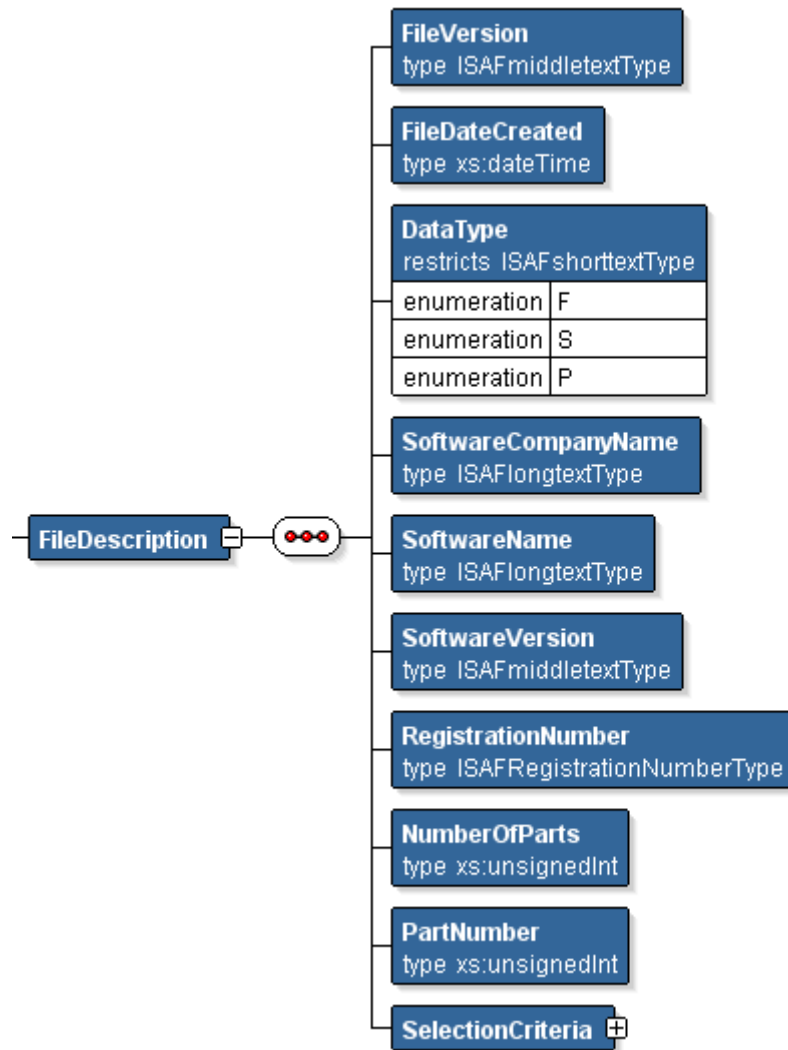 FileVersion
type ISAFmiddletextType
FileDateCreated
type xs:dateTime
DataType
restricts ISAFshorttextType
enumeration F
enumeration S
enumeration P
SoftwareCompanyName
type ISAFlongtextType
FileDescription
SoftwareName
type ISAFlongtextType
SoftwareVersion
type ISAFmiddletextType
RegistrationNumber
type ISAFRegistrationNumberType
NumberOfParts
type xs:unsignedInt
PartNumber
type xs:unsignedInt
SelectionCriteria